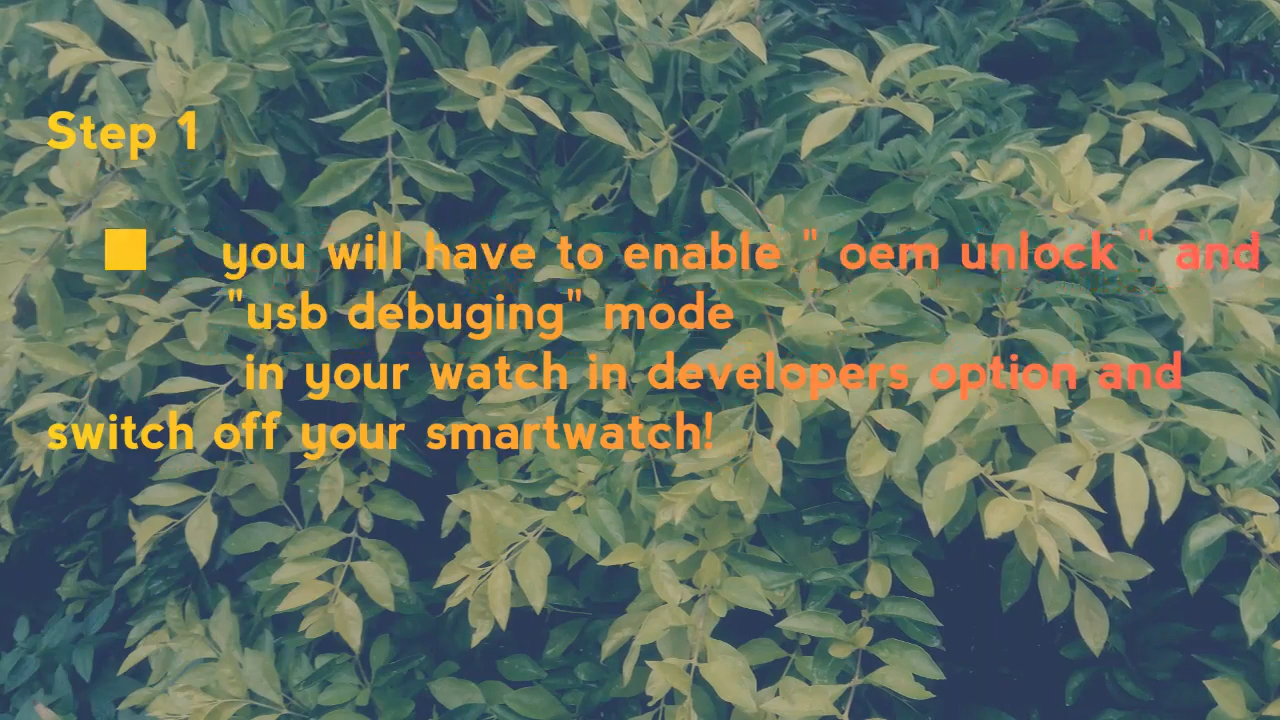 Step 1
■ you will have to enable " oem unlock " and
"usb debuging" mode
in your watch in developers option and
switch off your smartwatch!